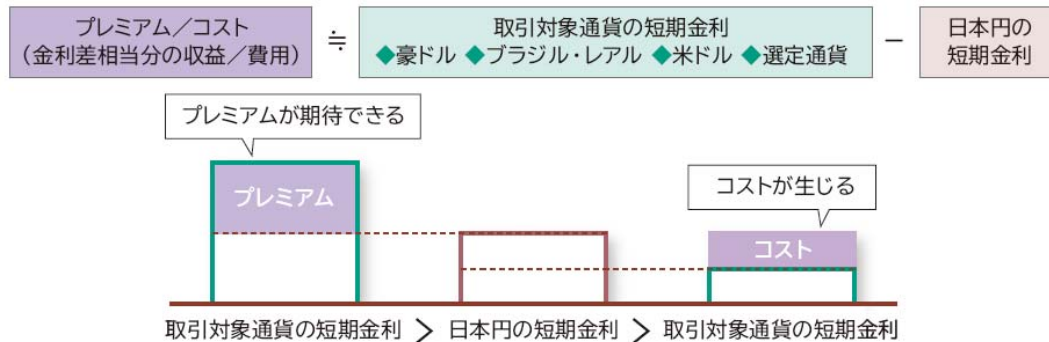 プレミアム／コスト
（金利差相当分の収益／費用）
≒
取引対象通貨の短期金利
◆豪ドル ◆ブラジル・レアル ◆米ドル ◆選定通貨
－
日本円の
短期金利
プレミアムが期待できる
プレミアム
コストが生じる
コスト
取引対象通貨の短期金利 ＞ 日本円の短期金利 ＞ 取引対象通貨の短期金利